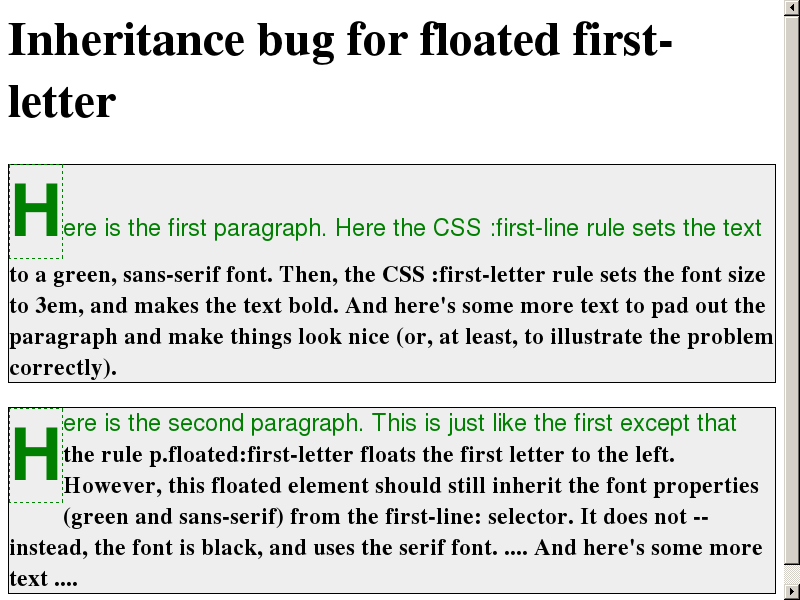 Inheritance bug for floated first-
letter
Here is the first paragraph. Here the CSS :first-line rule sets the text
to a green, sans-serif font. Then, the CSS :first-letter rule sets the font size
to 3em, and makes the text bold. And here's some more text to pad out the
paragraph and make things look nice (or, at least, to illustrate the problem
correctly).
Here is the second paragraph. This is just like the first except that
the rule p.floated:first-letter floats the first letter to the left.
However, this floated element should still inherit the font properties
(green and sans-serif) from the first-line: selector. It does not --
instead, the font is black, and uses the serif font. .... And here's some more
text ....